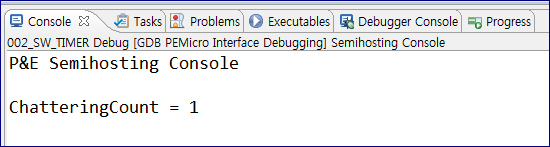 Console Tasks Problems Executables Debugger Console Progress
002_SW_TIMER Debug [GDB PEMicro Interface Debugging] Semihosting Console
P&E Semihosting Console
ChatteringCount = 1